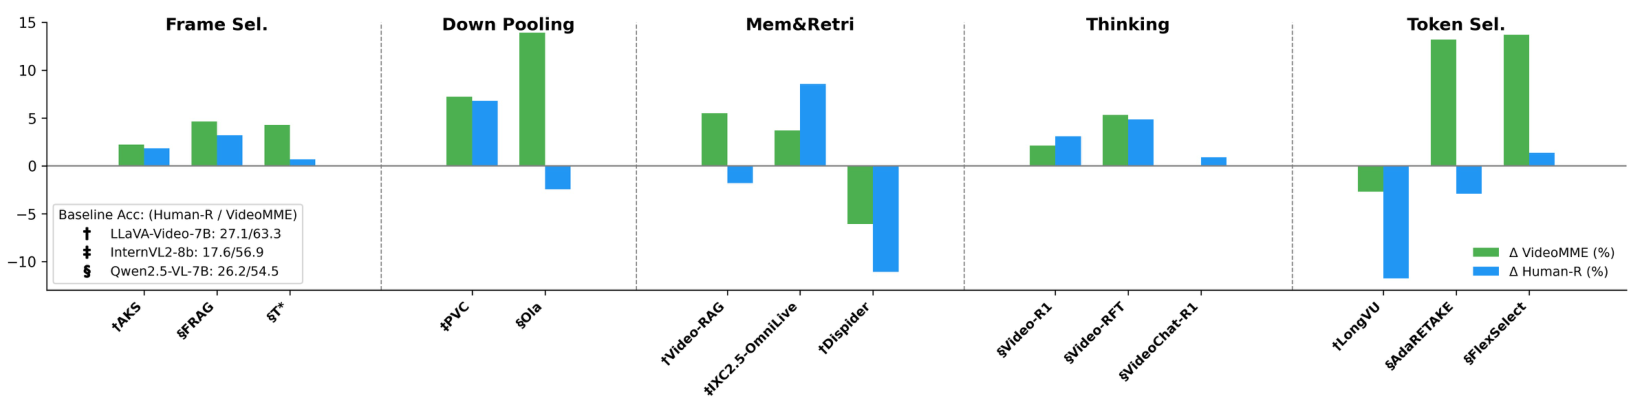 Frame Sel.
Down Pooling
Mem&Retri
Thinking
Token Sel.
15
10
5
0
−5
−10
Baseline Acc: (Human-R / VideoMME)
† LLaVA-Video-7B: 27.1/63.3
‡ InternVL2-8b: 17.6/56.9
§ Qwen2.5-VL-7B: 26.2/54.5
Δ VideoMME (%)
Δ Human-R (%)
†AKS
§FRAG
§T*
‡PVC
§Ola
†Video-RAG
‡IXC2.5-OmniLive
†Dispider
§Video-R1
§Video-RFT
§VideoChat-R1
†LongVU
§AdaRETAKE
§FlexSelect